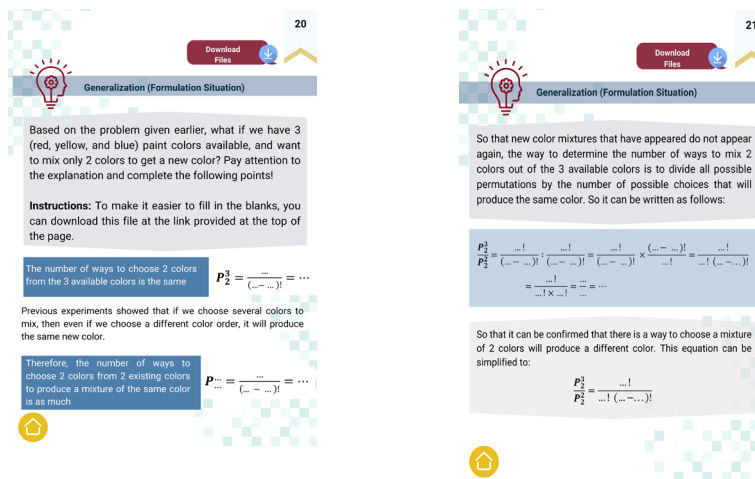 20
Download
Files
Generalization (Formulation Situation)
Based on the problem given earlier, what if we have 3
(red, yellow, and blue) paint colors available, and want
to mix only 2 colors to get a new color? Pay attention to
the explanation and complete the following points!
Instructions: To make it easier to fill in the blanks, you
can download this file at the link provided at the top of
the page.
The number of ways to choose 2 colors
from the 3 available colors is the same
P^3_2 = .../(...− ... )! = ⋯
Previous experiments showed that if we choose several colors to
mix, then even if we choose a different color order, it will produce
the same new color.
Therefore, the number of ways to
choose 2 colors from 2 existing colors
to produce a mixture of the same color
is as much
P^..._... = .../(... − ... )! = ⋯
21
Download
Files
Generalization (Formulation Situation)
So that new color mixtures that have appeared do not appear
again, the way to determine the number of ways to mix 2
colors out of the 3 available colors is to divide all possible
permutations by the number of possible choices that will
produce the same color. So it can be written as follows:
P^3_2/P^2_2 = ... !/(... − ...)! : ... !/(... − ...)! = ... !/(... − ...)! × (... − ...)!/... ! = ... !/... ! (... −...)!
= ... !/... ! × ... ! = .../... = ⋯
So that it can be confirmed that there is a way to choose a mixture
of 2 colors will produce a different color. This equation can be
simplified to:
P^3_2/P^2_2 = ... !/... ! (... −...)!